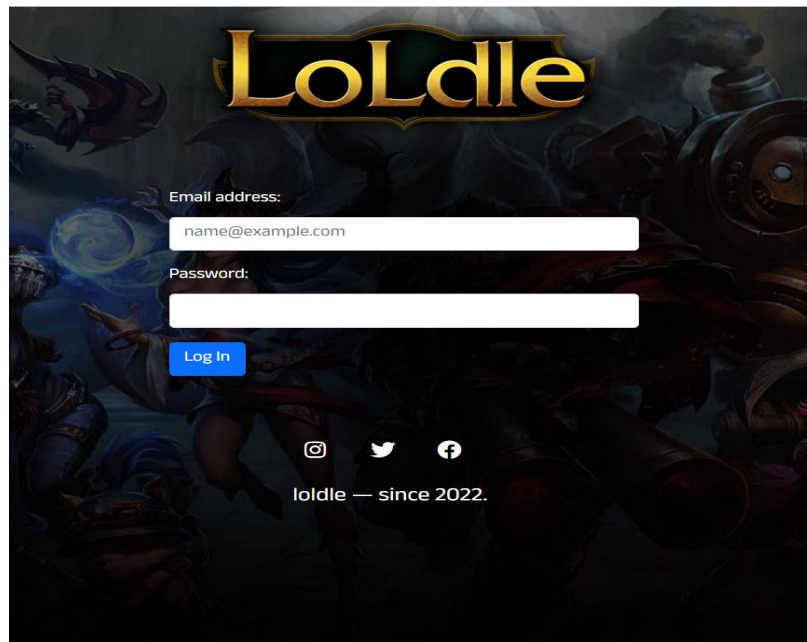 LoLdle
Email address:
name@example.com
Password:
Log In
loldle — since 2022.